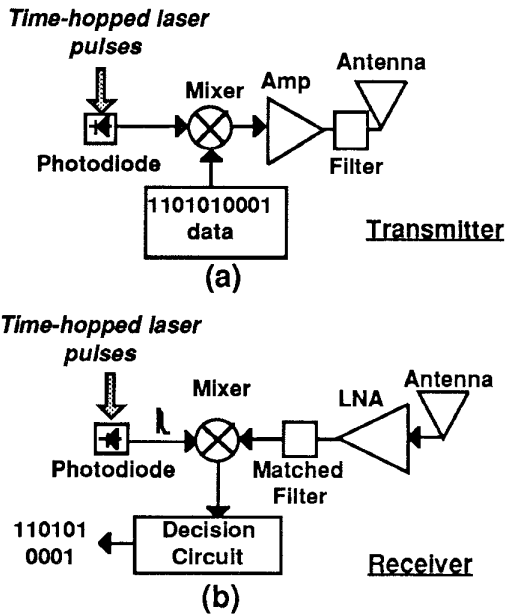 Time-hopped laser
pulses
Mixer
Amp
Antenna
Photodiode
Filter
1101010001
data
Transmitter
(a)
Time-hopped laser
pulses
Mixer
LNA
Antenna
Photodiode
Matched
Filter
110101
0001
Decision
Circuit
Receiver
(b)